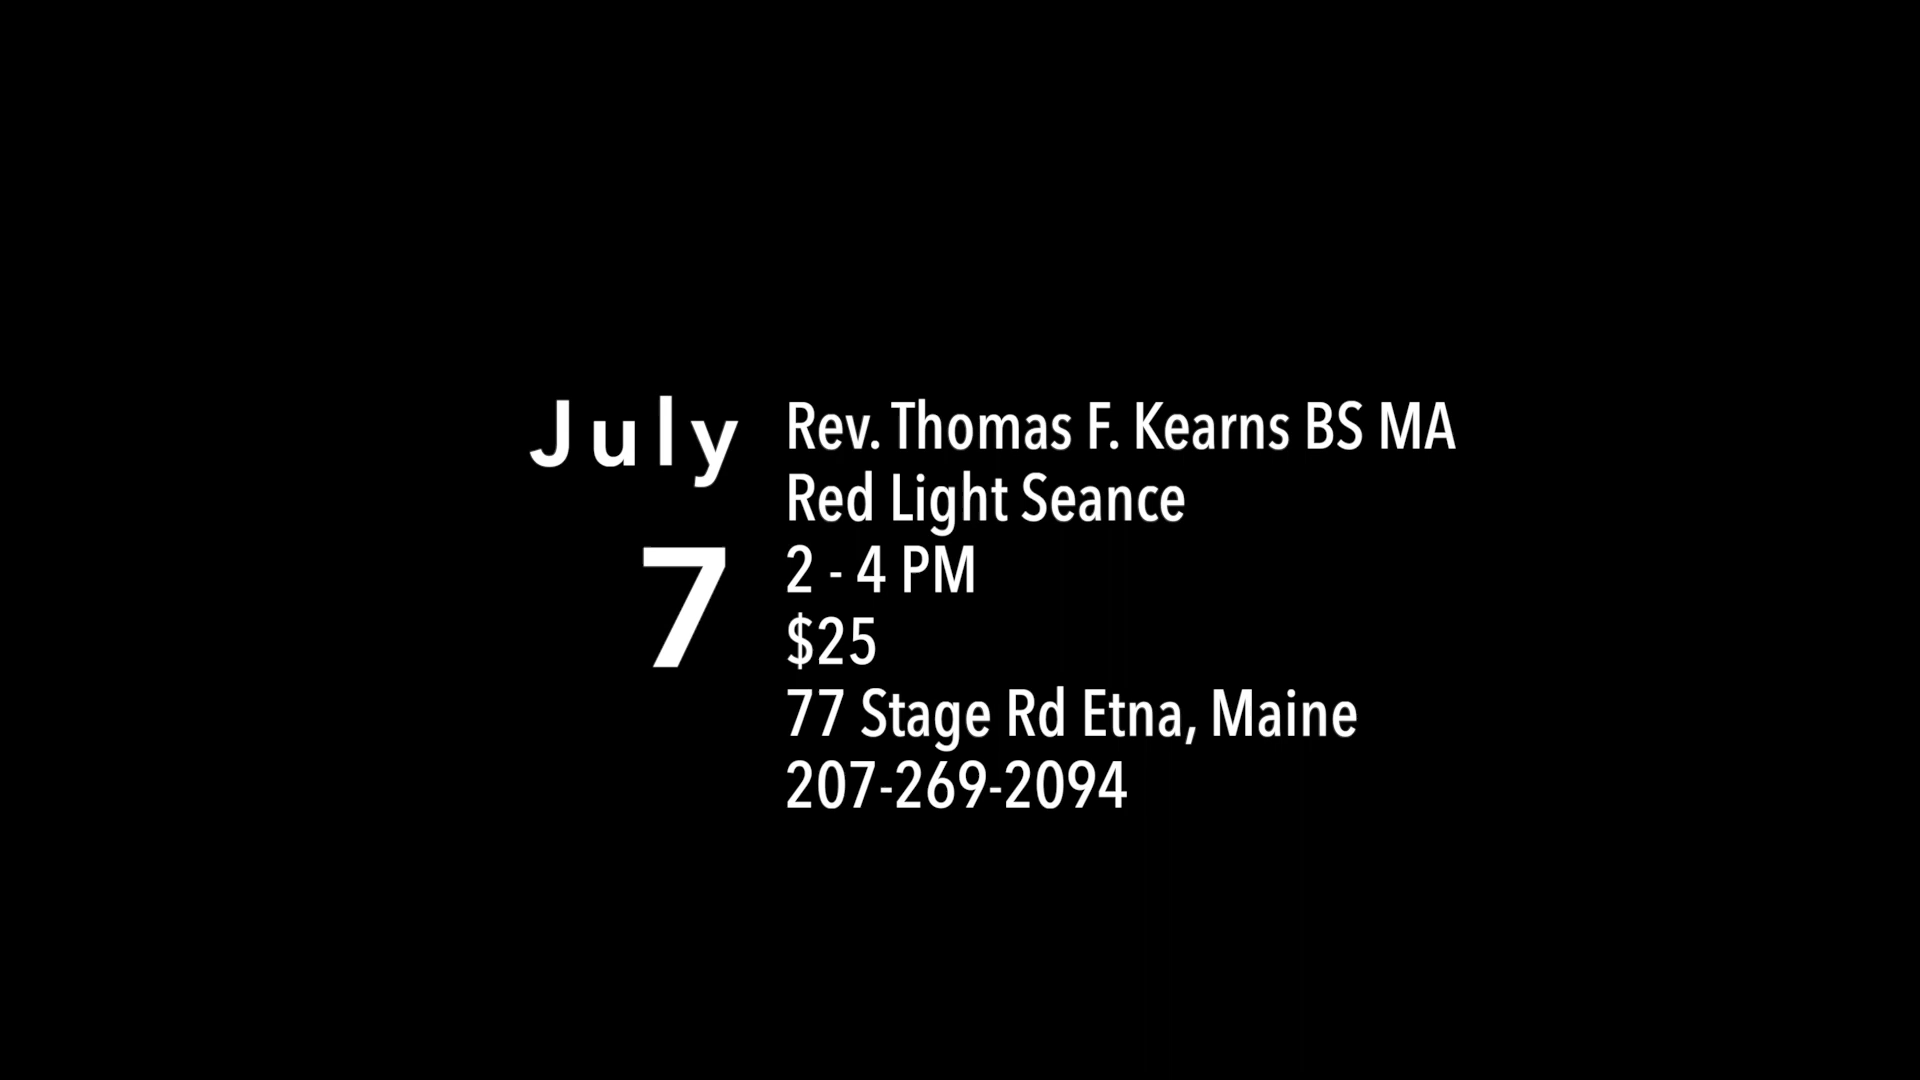 July
7
Rev. Thomas F. Kearns BS MA
Red Light Seance
2 - 4 PM
$25
77 Stage Rd Etna, Maine
207-269-2094